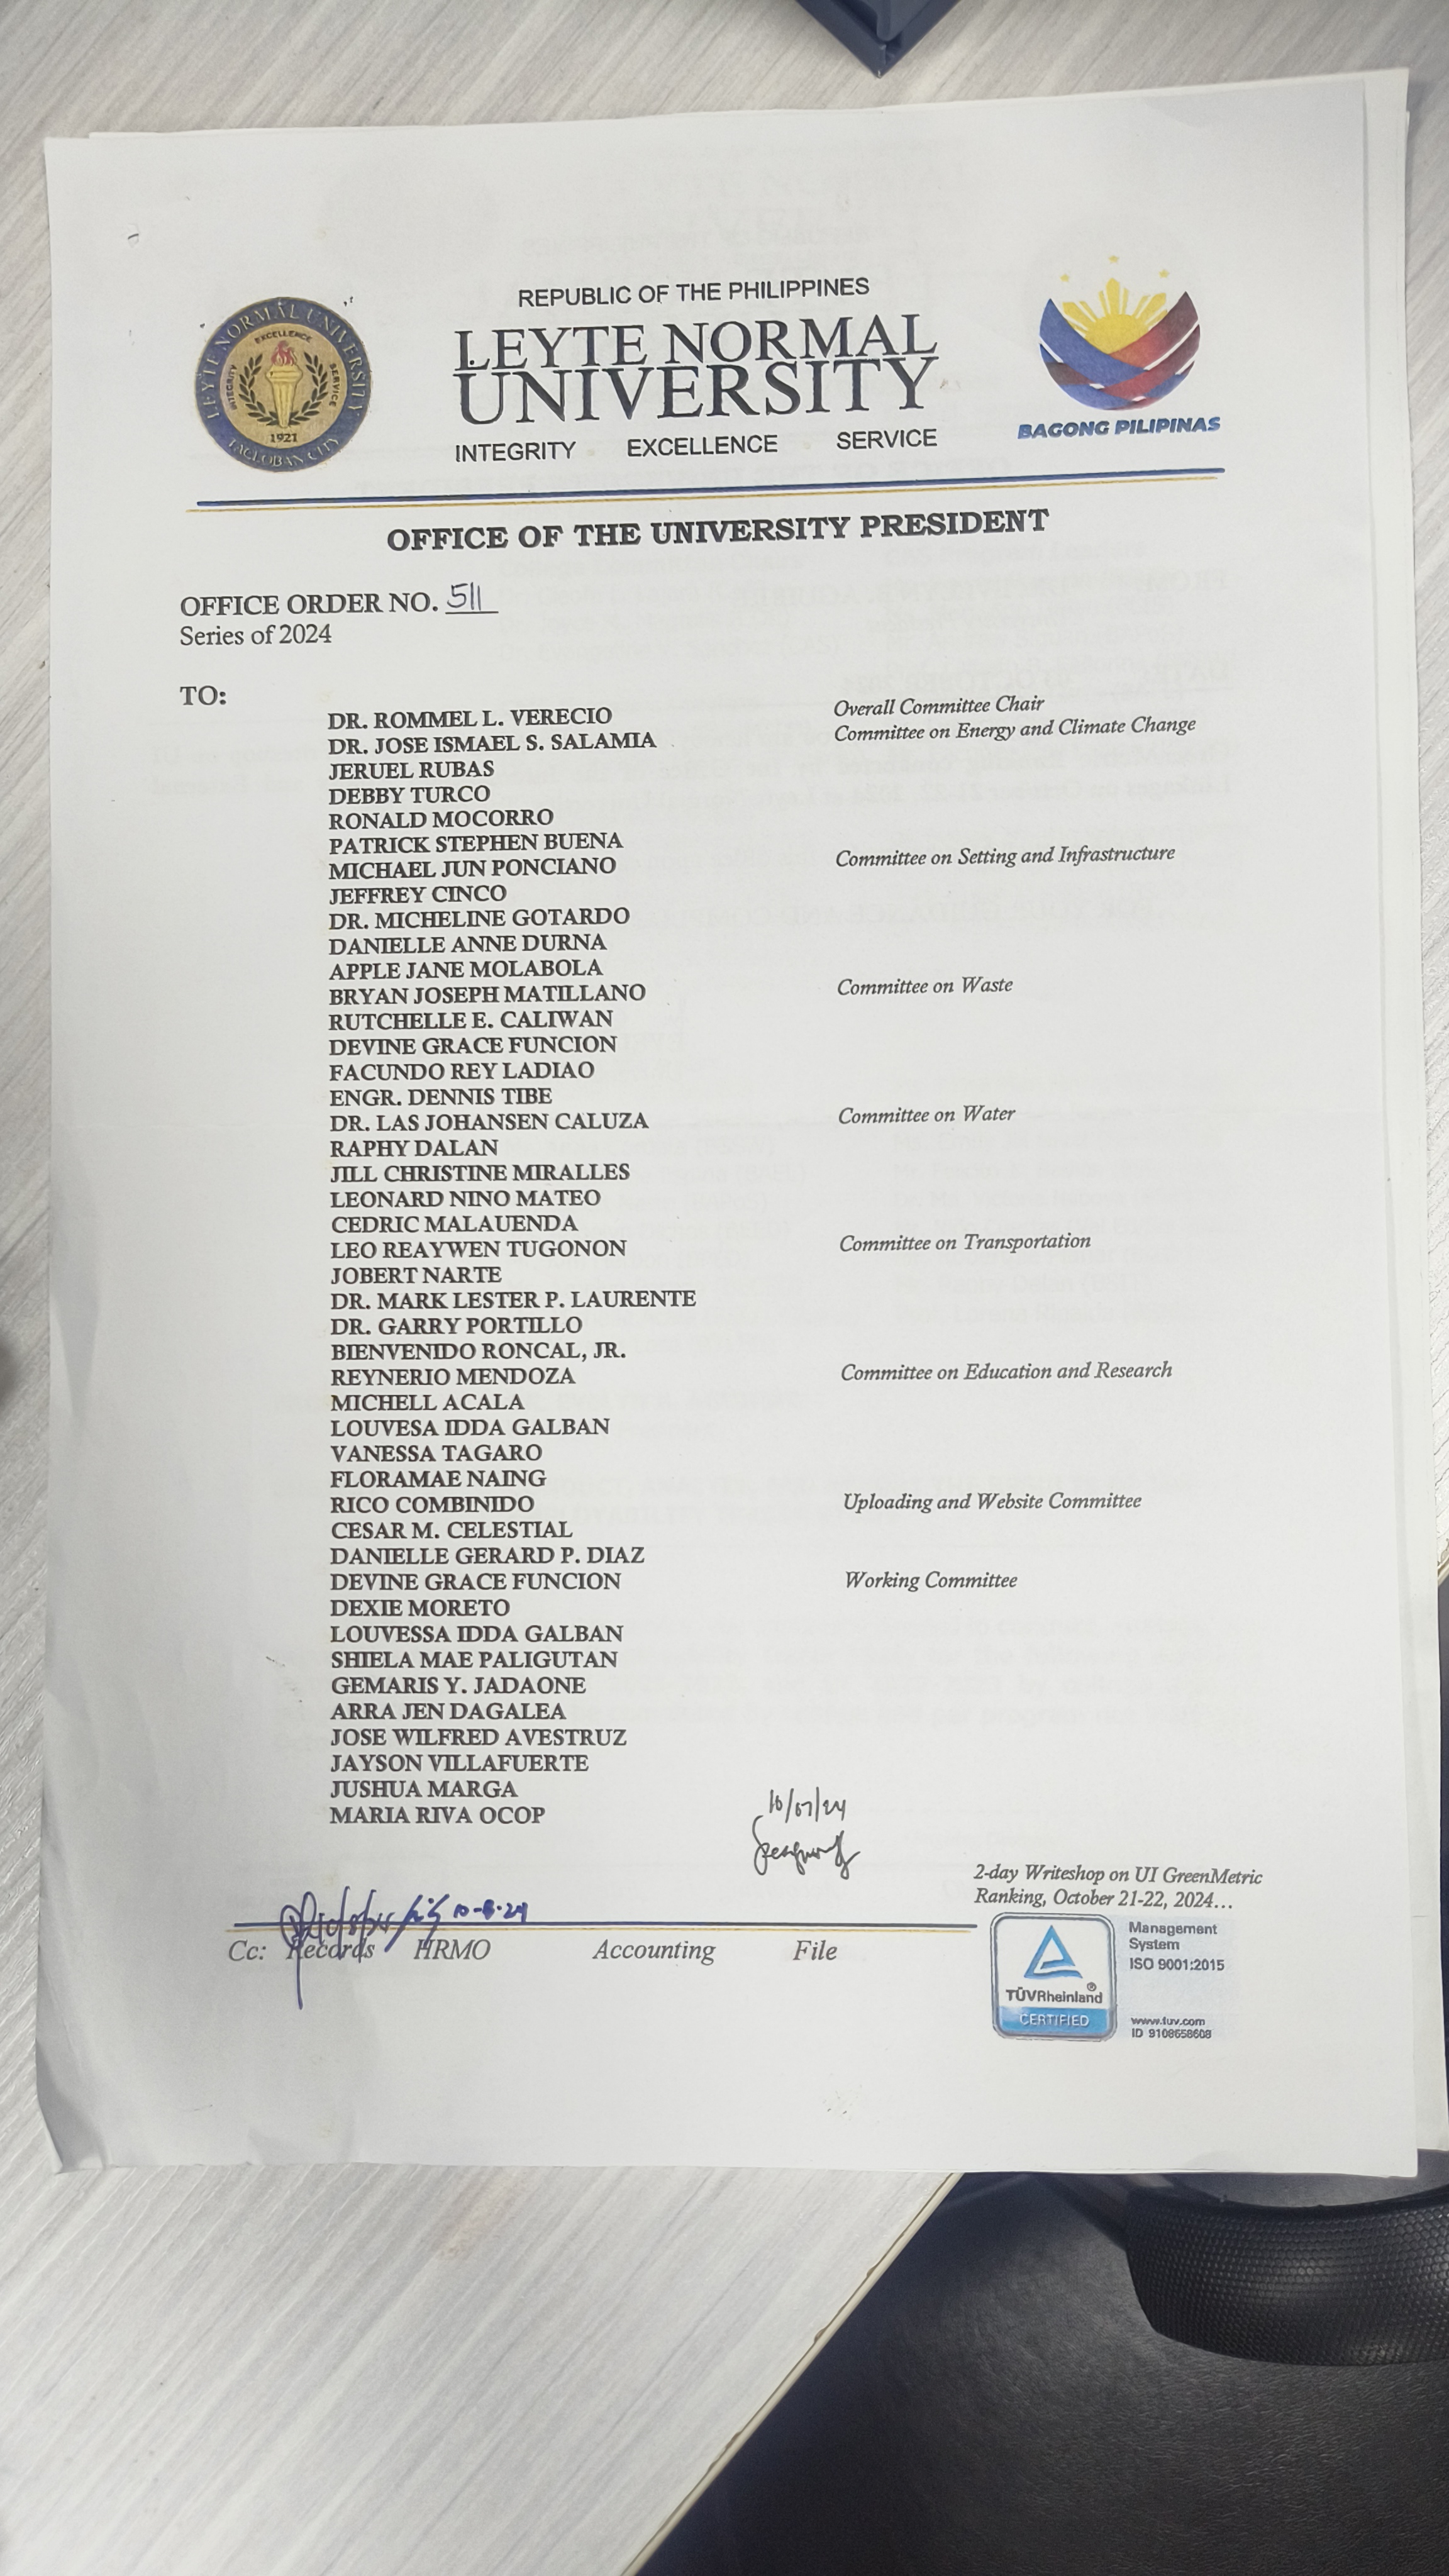 REPUBLIC OF THE PHILIPPINES
LEYTE NORMAL
UNIVERSITY
INTEGRITY EXCELLENCE SERVICE
LEYTE NORMAL UNIVERSITY
EXCELLENCE
INTEGRITY
SERVICE
1921
TACLOBAN CITY
BAGONG PILIPINAS
OFFICE OF THE UNIVERSITY PRESIDENT
OFFICE ORDER NO. 511
Series of 2024
TO:
DR. ROMMEL L. VERECIO Overall Committee Chair
DR. JOSE ISMAEL S. SALAMIA Committee on Energy and Climate Change
JERUEL RUBAS
DEBBY TURCO
RONALD MOCORRO
PATRICK STEPHEN BUENA
MICHAEL JUN PONCIANO Committee on Setting and Infrastructure
JEFFREY CINCO
DR. MICHELINE GOTARDO
DANIELLE ANNE DURNA
APPLE JANE MOLABOLA
BRYAN JOSEPH MATILLANO Committee on Waste
RUTCHELLE E. CALIWAN
DEVINE GRACE FUNCION
FACUNDO REY LADIAO
ENGR. DENNIS TIBE
DR. LAS JOHANSEN CALUZA Committee on Water
RAPHY DALAN
JILL CHRISTINE MIRALLES
LEONARD NINO MATEO
CEDRIC MALAUENDA
LEO REAYWEN TUGONON Committee on Transportation
JOBERT NARTE
DR. MARK LESTER P. LAURENTE
DR. GARRY PORTILLO
BIENVENIDO RONCAL, JR.
REYNERIO MENDOZA Committee on Education and Research
MICHELL ACALA
LOUVESA IDDA GALBAN
VANESSA TAGARO
FLORAMAE NAING
RICO COMBINIDO Uploading and Website Committee
CESAR M. CELESTIAL
DANIELLE GERARD P. DIAZ
DEVINE GRACE FUNCION Working Committee
DEXIE MORETO
LOUVESSA IDDA GALBAN
SHIELA MAE PALIGUTAN
GEMARIS Y. JADAONE
ARRA JEN DAGALEA
JOSE WILFRED AVESTRUZ
JAYSON VILLAFUERTE
JUSHUA MARGA
MARIA RIVA OCOP
10/07/24
2-day Writeshop on UI GreenMetric
Ranking, October 21-22, 2024...
10-8-24
Cc: Records HRMO Accounting File
TÜVRheinland®
CERTIFIED
Management
System
ISO 9001:2015
www.tuv.com
ID 9108658608